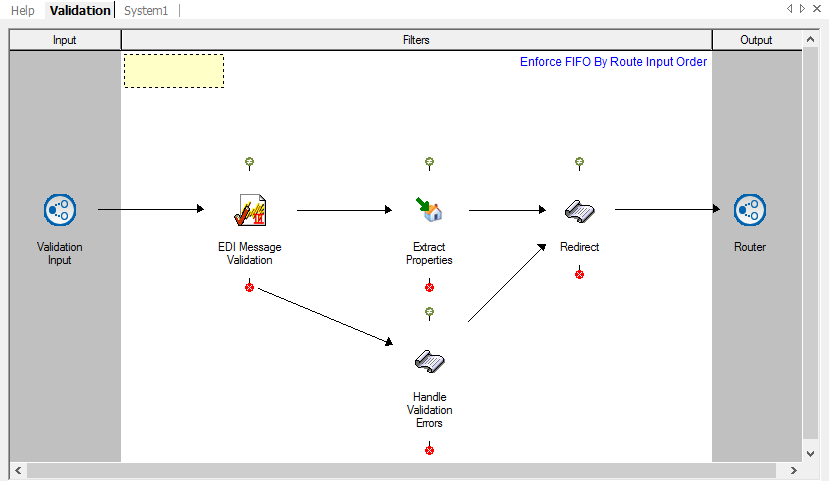 Help
Validation
System1
Input
Filters
Output
Enforce FIFO By Route Input Order
Validation
Input
EDI Message
Validation
Extract
Properties
Redirect
Router
Handle
Validation
Errors